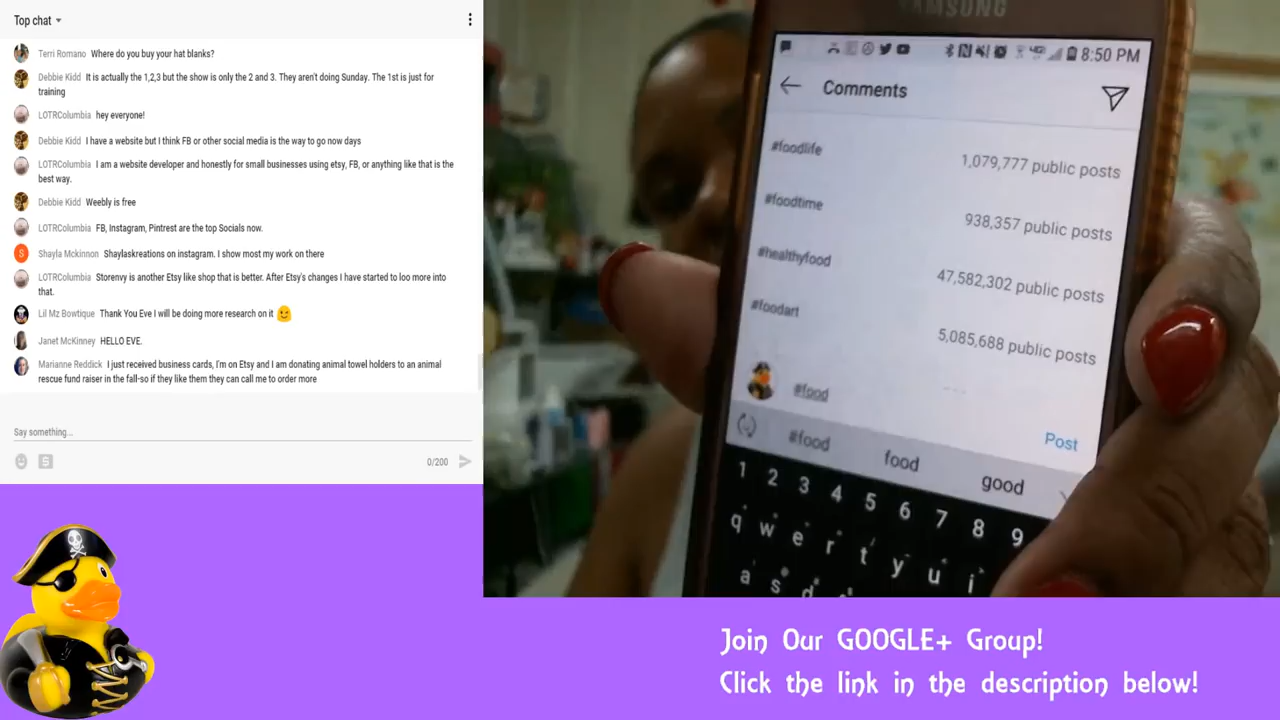 Top chat
Terri Romano Where do you buy your hat blanks?
Debbie Kidd It is actually the 1,2,3 but the show is only the 2 and 3. They aren't doing Sunday. The 1st is just for
training
LOTRColumbia hey everyone!
Debbie Kidd I have a website but I think FB or other social media is the way to go now days
LOTRColumbia I am a website developer and honestly for small businesses using etsy, FB, or anything like that is the
best way.
Debbie Kidd Weebly is free
LOTRColumbia FB, Instagram, Pintrest are the top Socials now.
S Shayla Mckinnon Shaylaskreations on instagram. I show most my work on there
LOTRColumbia Storenvy is another Etsy like shop that is better. After Etsy's changes I have started to loo more into
that.
Lil Mz Bowtique Thank You Eve I will be doing more research on it
Janet McKinney HELLO EVE.
Marianne Reddick I just received business cards, I'm on Etsy and I am donating animal towel holders to an animal
rescue fund raiser in the fall-so if they like them they can call me to order more
Say something...
0/200
SAMSUNG
8:50 PM
Comments
#foodlife 1,079,777 public posts
#foodtime 938,357 public posts
#healthyfood 47,582,302 public posts
#foodart 5,085,688 public posts
#food
Post
#food food good
1 2 3 4 5 6 7 8 9
q w e r t y u i
a s d
Join Our GOOGLE+ Group!
Click the link in the description below!